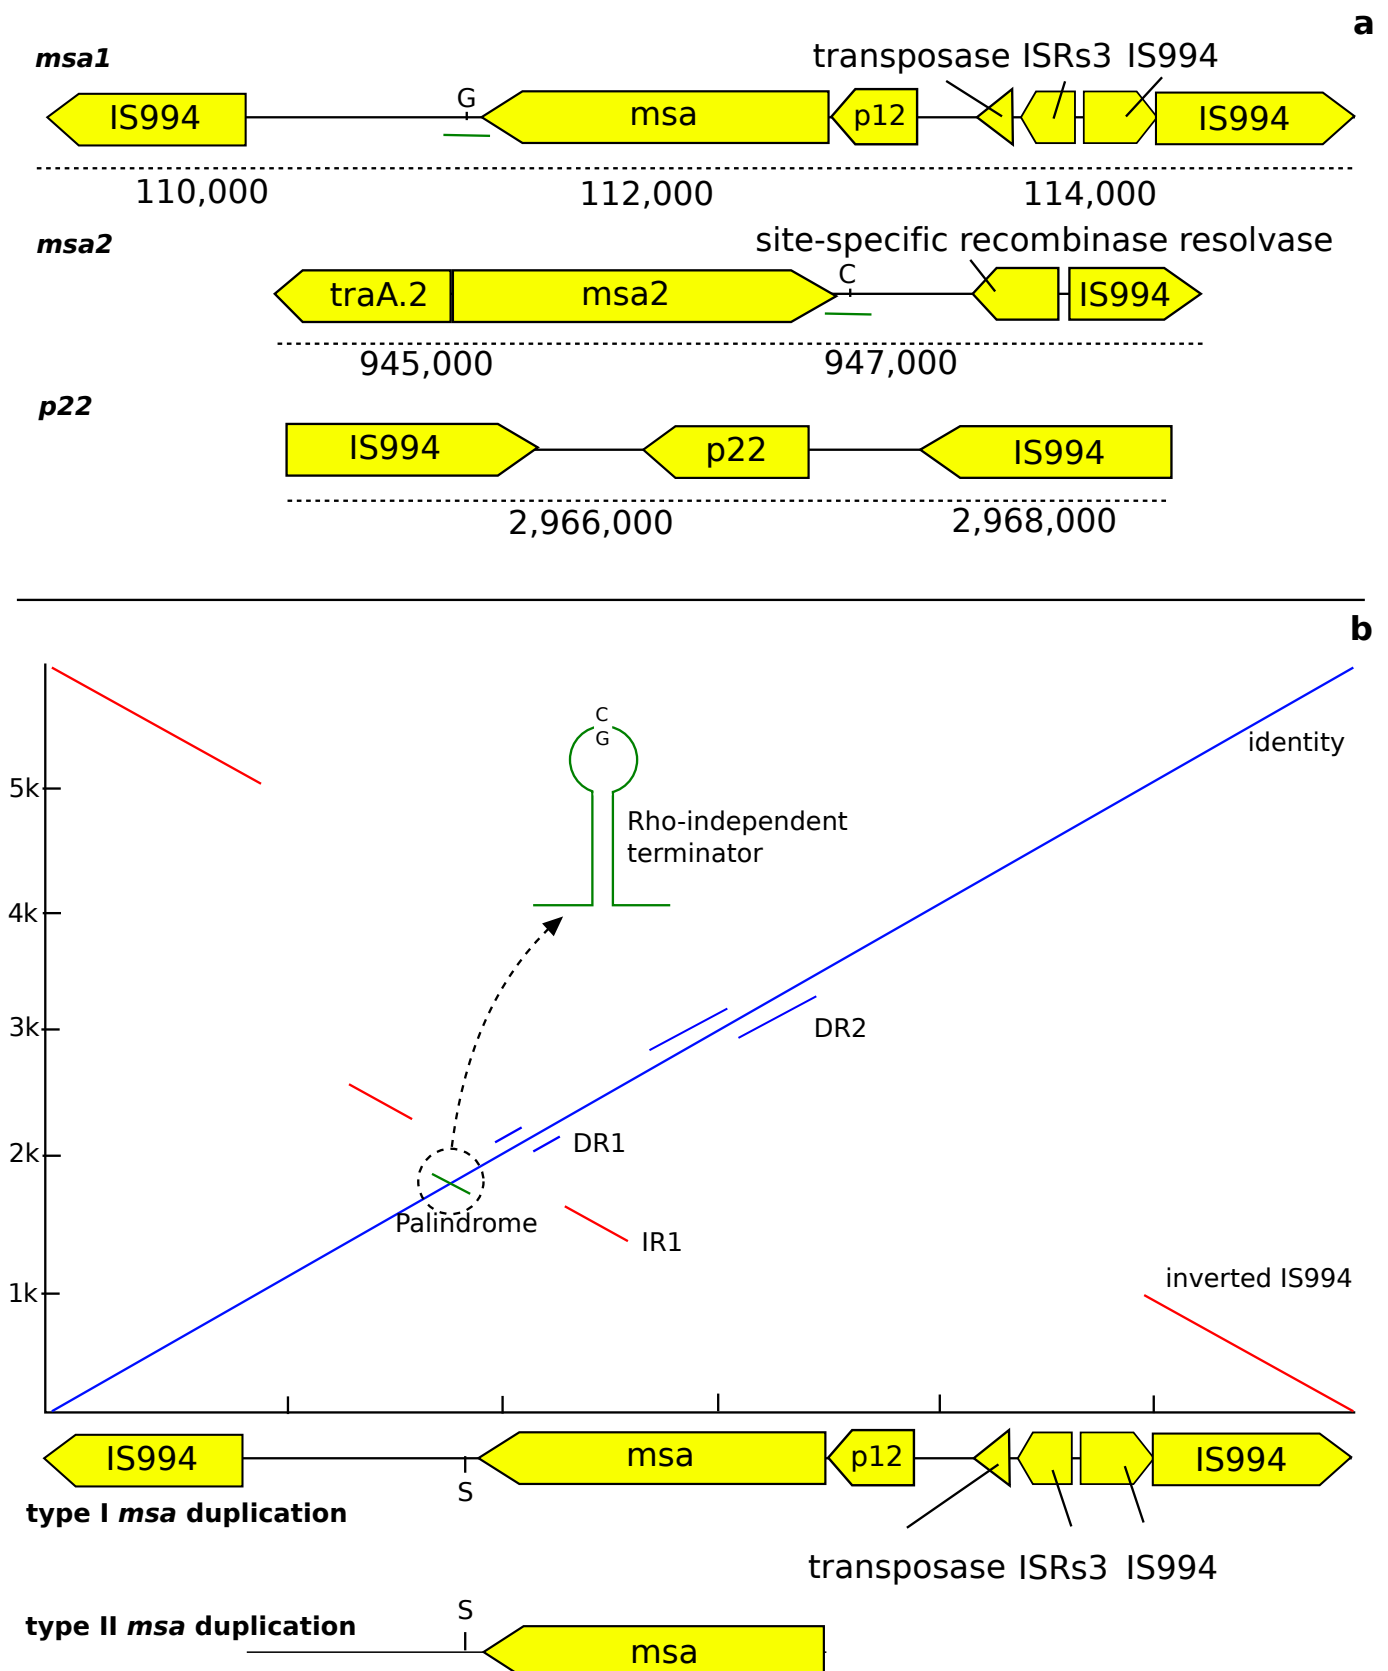 a
msa1
transposase ISRs3 IS994
IS994 G msa p12 IS994
110,000 112,000 114,000
msa2
site-specific recombinase resolvase
traA.2 msa2 C IS994
945,000 947,000
p22
IS994 p22 IS994
2,966,000 2,968,000
b
C
G
identity
5k
Rho-independent
terminator
4k
3k
DR2
2k
DR1
Palindrome
IR1
1k
inverted IS994
IS994 msa p12 IS994
S
type I msa duplication
transposase ISRs3 IS994
S
type II msa duplication
msa